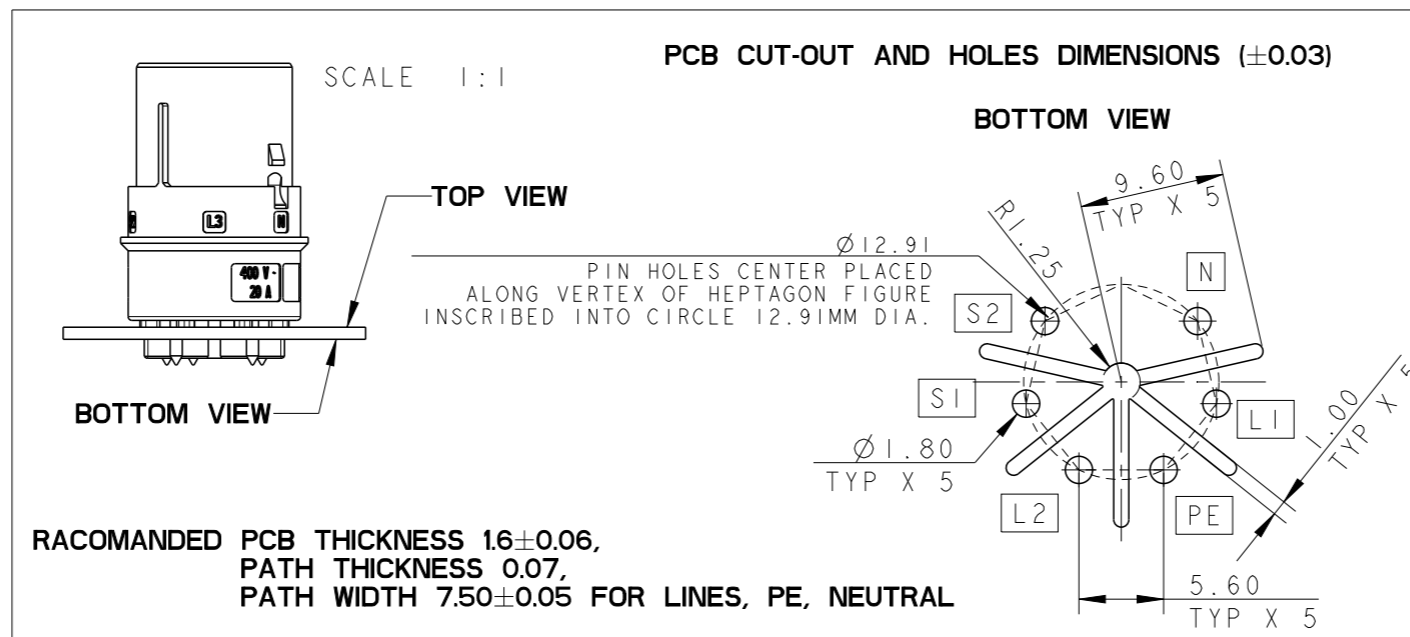 SCALE 1:1
PCB CUT-OUT AND HOLES DIMENSIONS (±0.03)
BOTTOM VIEW
TOP VIEW
L3
N
400 V~
20 A
BOTTOM VIEW
9.60
TYP X 5
R1.25
Ø12.91
PIN HOLES CENTER PLACED
ALONG VERTEX OF HEPTAGON FIGURE
INSCRIBED INTO CIRCLE 12.91MM DIA.
S2
N
S1
L1
Ø1.80
TYP X 5
1.00
TYP X 5
L2
PE
5.60
TYP X 5
RACOMANDED PCB THICKNESS 1.6±0.06,
PATH THICKNESS 0.07,
PATH WIDTH 7.50±0.05 FOR LINES, PE, NEUTRAL